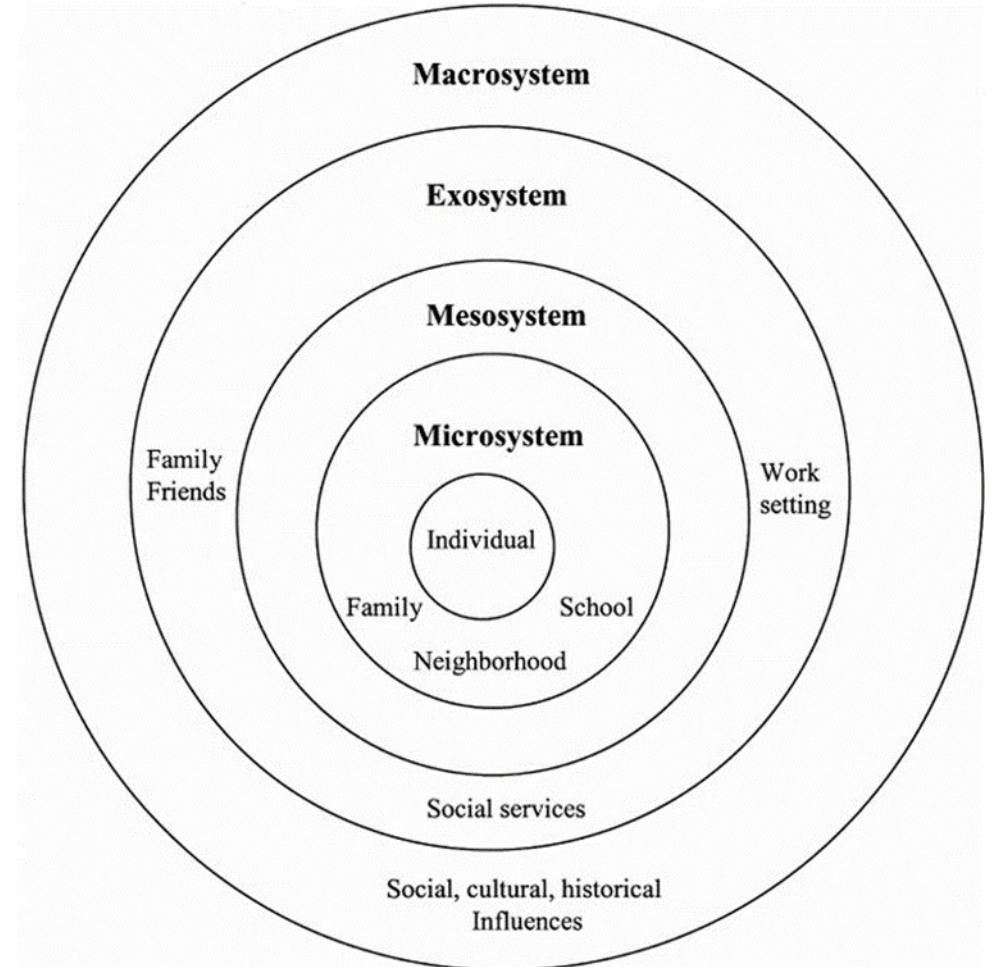 Macrosystem
Exosystem
Mesosystem
Microsystem
Family
Friends
Work
setting
Individual
Family
School
Neighborhood
Social services
Social, cultural, historical
Influences